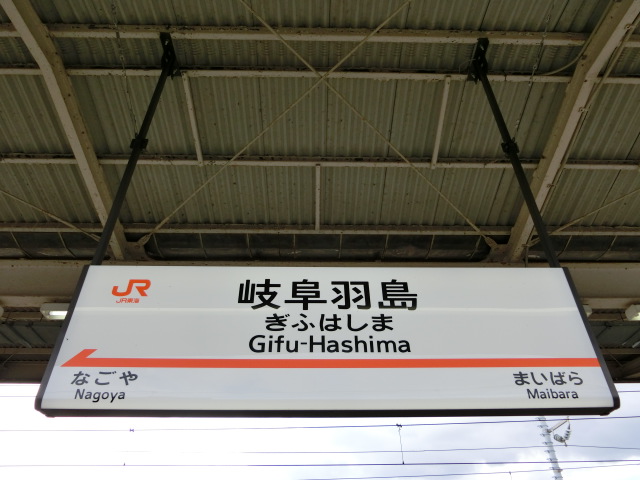 JR
JR東海
岐阜羽島
ぎふはしま
Gifu-Hashima
なごや
Nagoya
まいばら
Maibara